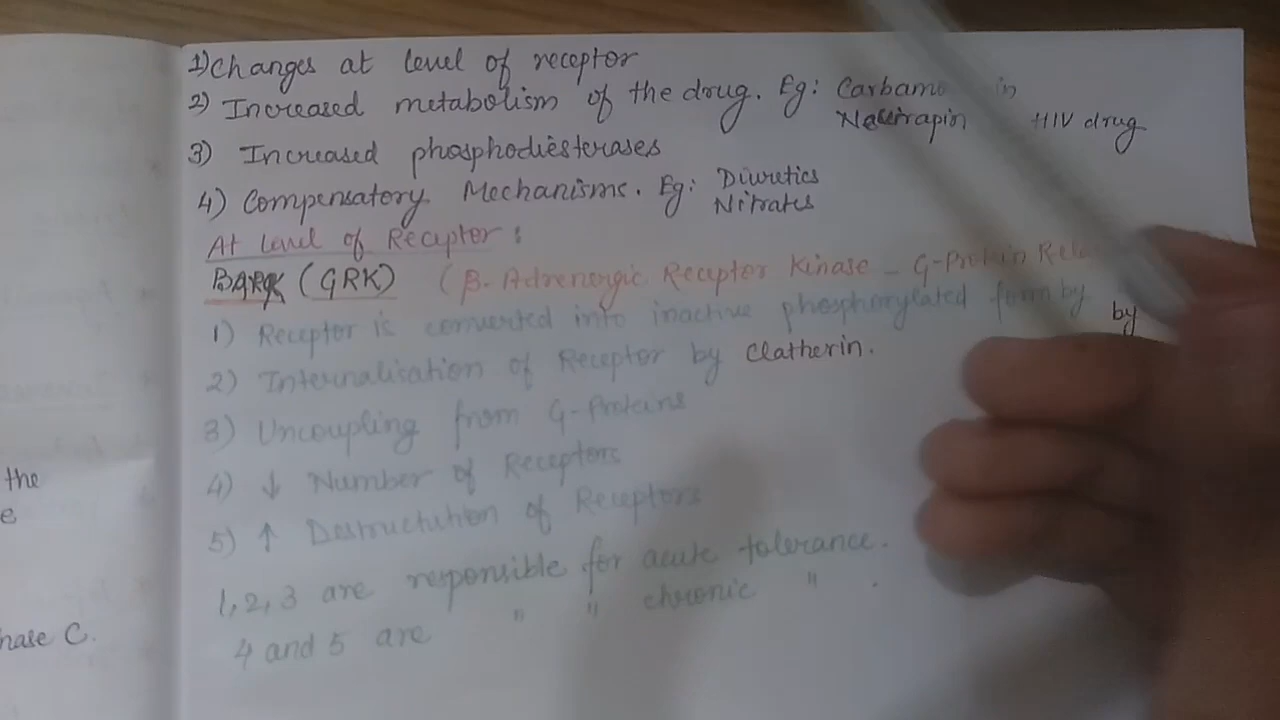 1) Changes at level of receptor
2) Increased metabolism of the drug. Eg: Carbam in
HIV drug
3) Increased phosphodiesterases
4) Compensatory Mechanisms. Eg: Diuretics
Nitrates
At level of Receptor:
BARK (GRK) (β-Adrenergic Receptor Kinase - G-Protein Rela
1) Receptor is converted into inactive phosphorylated form by
by
2) Internalisation of Receptor by Clatherin.
3) Uncoupling from G-Proteins
4) ↓ Number of Receptors
5) ↑ Destructution of Receptors
1,2,3 are responsible for acute tolerance.
4 and 5 are " " chronic " .
the
e
hase C.